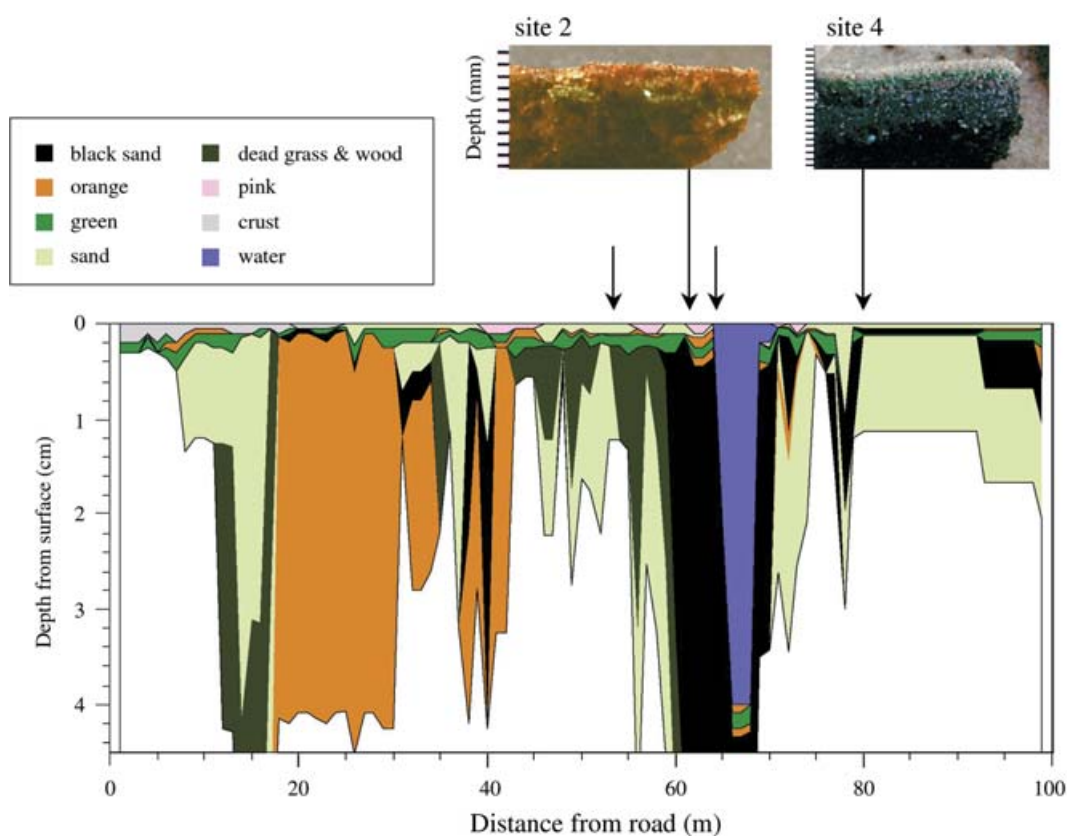 site 2
site 4
Depth (mm)
black sand
dead grass & wood
orange
pink
green
crust
sand
water
0
1
2
3
4
Depth from surface (cm)
0
20
40
60
80
100
Distance from road (m)